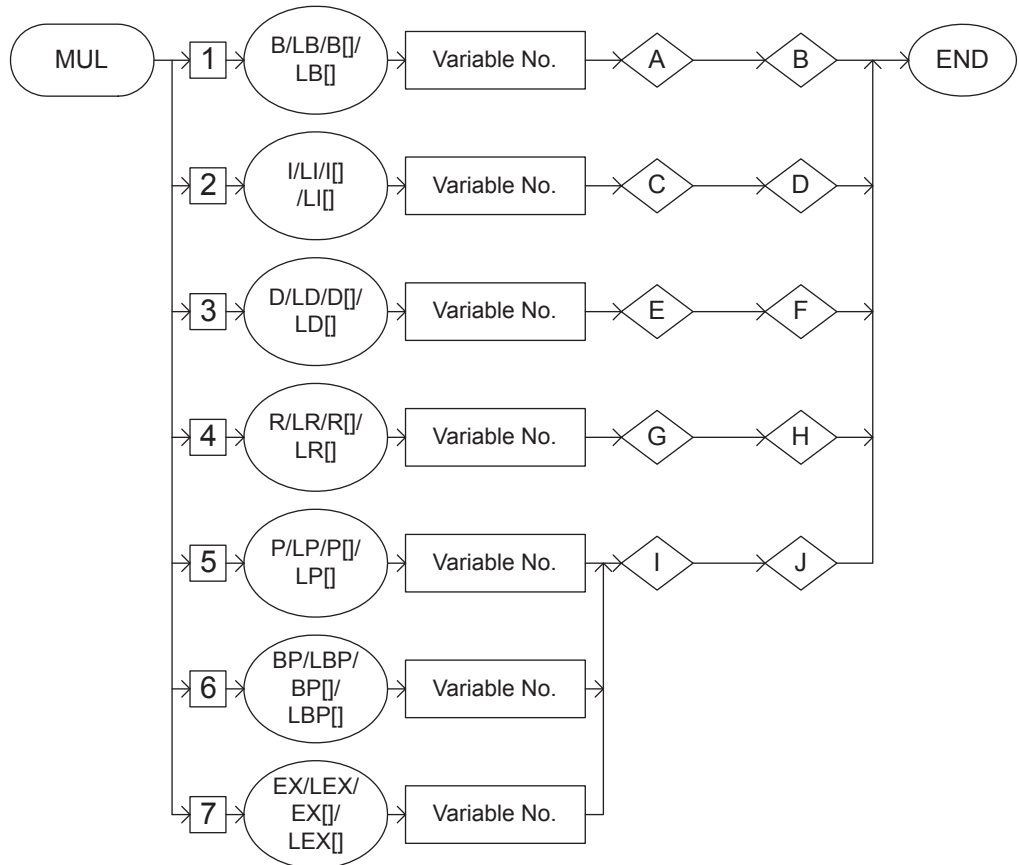 MUL
1
B/LB/B[]/
LB[]
Variable No.
A
B
END
2
I/LI/I[]
/LI[]
Variable No.
C
D
3
D/LD/D[]/
LD[]
Variable No.
E
F
4
R/LR/R[]/
LR[]
Variable No.
G
H
5
P/LP/P[]/
LP[]
Variable No.
I
J
6
BP/LBP/
BP[]/
LBP[]
Variable No.
7
EX/LEX/
EX[]/
LEX[]
Variable No.